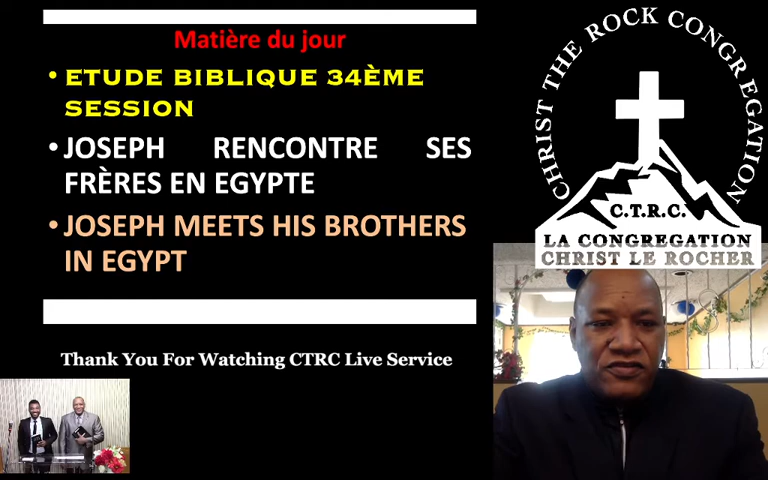 Matière du jour
• ETUDE BIBLIQUE 34ÈME
SESSION
• JOSEPH RENCONTRE SES
FRÈRES EN EGYPTE
• JOSEPH MEETS HIS BROTHERS
IN EGYPT
Thank You For Watching CTRC Live Service
CHRIST THE ROCK CONGREGATION
C.T.R.C.
LA CONGREGATION
CHRIST LE ROCHER